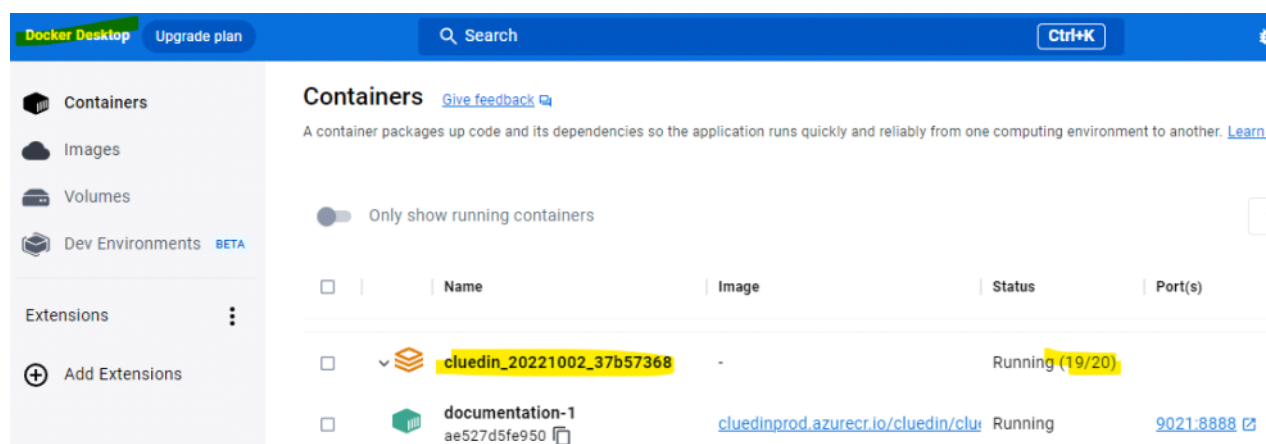 Docker Desktop Upgrade plan Search Ctrl+K
Containers
Images
Volumes
Dev Environments BETA
Extensions
Add Extensions
Containers Give feedback
A container packages up code and its dependencies so the application runs quickly and reliably from one computing environment to another. Learn
Only show running containers
Name Image Status Port(s)
cluedin_20221002_37b57368 - Running (19/20)
documentation-1
ae527d5fe950
cluedinprod.azurecr.io/cluedin/clu Running 9021:8888